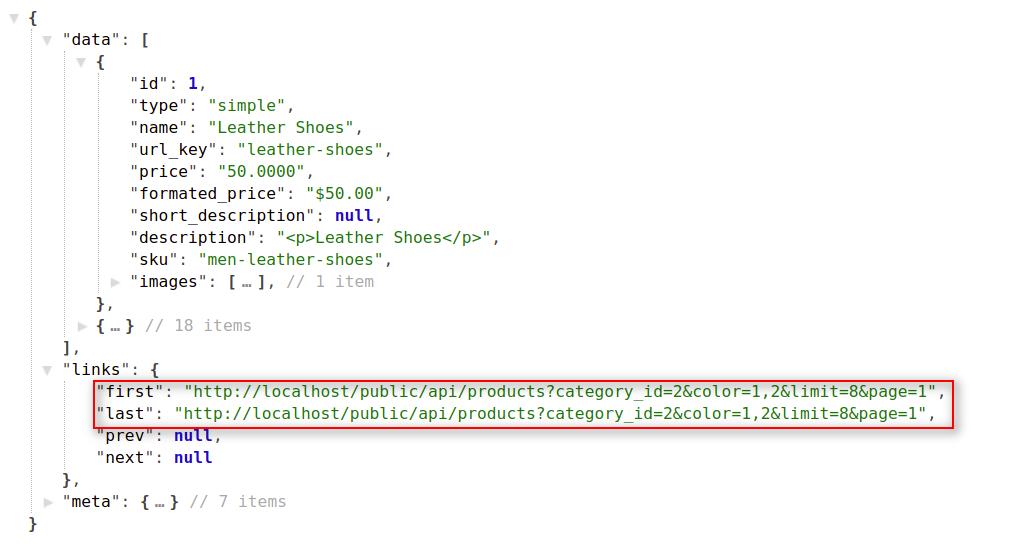 {
"data": [
{
"id": 1,
"type": "simple",
"name": "Leather Shoes",
"url_key": "leather-shoes",
"price": "50.0000",
"formated_price": "$50.00",
"short_description": null,
"description": "<p>Leather Shoes</p>",
"sku": "men-leather-shoes",
"images": [ … ], // 1 item
},
{ … } // 18 items
],
"links": {
"first": "http://localhost/public/api/products?category_id=2&color=1,2&limit=8&page=1",
"last": "http://localhost/public/api/products?category_id=2&color=1,2&limit=8&page=1",
"prev": null,
"next": null
},
"meta": { … } // 7 items
}